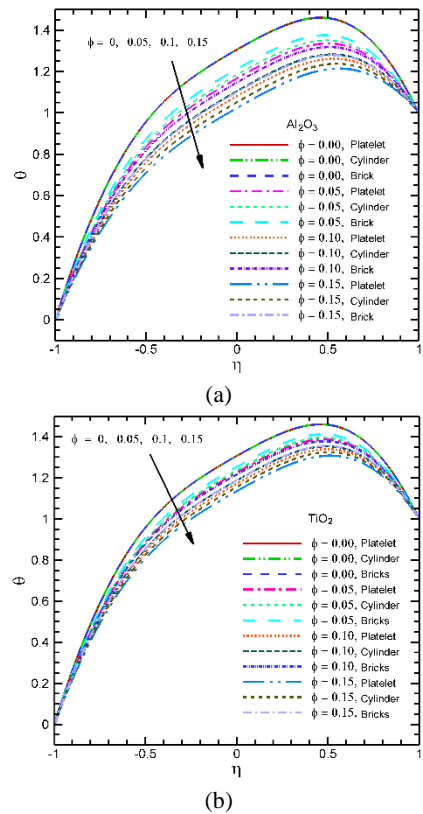 ϕ = 0, 0.05, 0.1, 0.15
1.4
1.2
1
0.8
0.6
0.4
0.2
0
θ
Al₂O₃
ϕ − 0.00, Platelet
ϕ = 0.00, Cylinder
ϕ = 0.00, Brick
ϕ = 0.05, Platelet
ϕ − 0.05, Cylinder
ϕ = 0.05, Brick
ϕ = 0.10, Platelet
ϕ − 0.10, Cylinder
ϕ = 0.10, Brick
ϕ = 0.15, Platelet
ϕ − 0.15, Cylinder
ϕ − 0.15, Brick
-1 -0.5 0 0.5 1
η
(a)
ϕ = 0, 0.05, 0.1, 0.15
1.4
1.2
1
0.8
0.6
0.4
0.2
0
θ
TiO₂
ϕ − 0.00, Platelet
ϕ = 0.00, Cylinder
ϕ = 0.00, Bricks
ϕ − 0.05, Platelet
ϕ = 0.05, Cylinder
ϕ − 0.05, Bricks
ϕ = 0.10, Platelet
ϕ − 0.10, Cylinder
ϕ = 0.10, Bricks
ϕ − 0.15, Platelet
ϕ − 0.15, Cylinder
ϕ = 0.15, Bricks
-1 -0.5 0 0.5 1
η
(b)